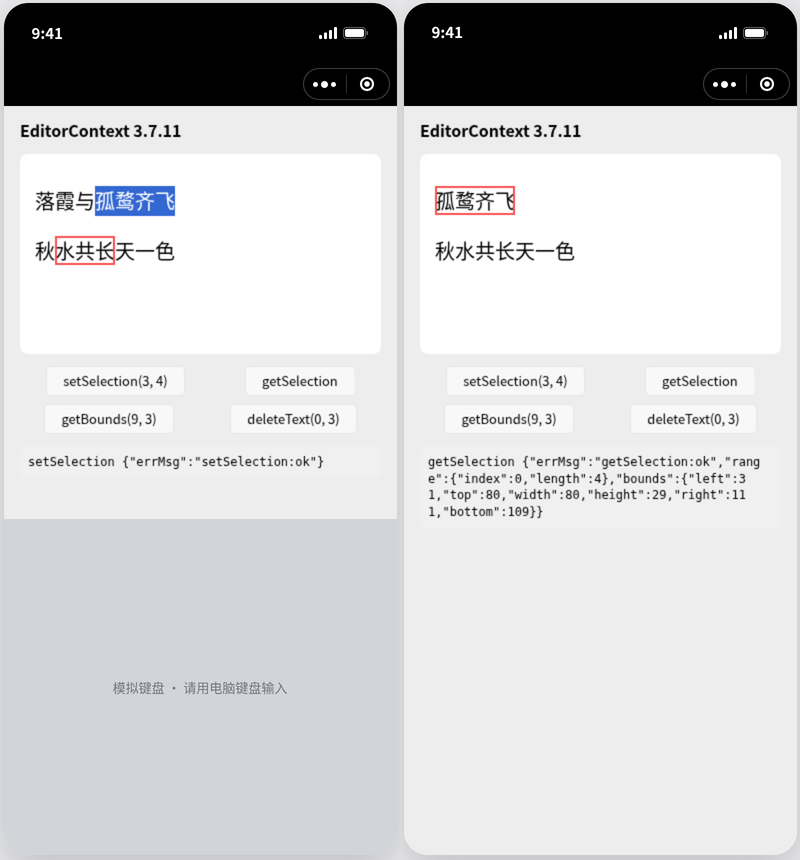 9:41
EditorContext 3.7.11
落霞与孤鹜齐飞
秋水共长天一色
setSelection(3, 4)
getSelection
getBounds(9, 3)
deleteText(0, 3)
setSelection {"errMsg":"setSelection:ok"}
模拟键盘 · 请用电脑键盘输入
9:41
EditorContext 3.7.11
孤鹜齐飞
秋水共长天一色
setSelection(3, 4)
getSelection
getBounds(9, 3)
deleteText(0, 3)
getSelection {"errMsg":"getSelection:ok","rang
e":{"index":0,"length":4},"bounds":{"left":3
1,"top":80,"width":80,"height":29,"right":11
1,"bottom":109}}